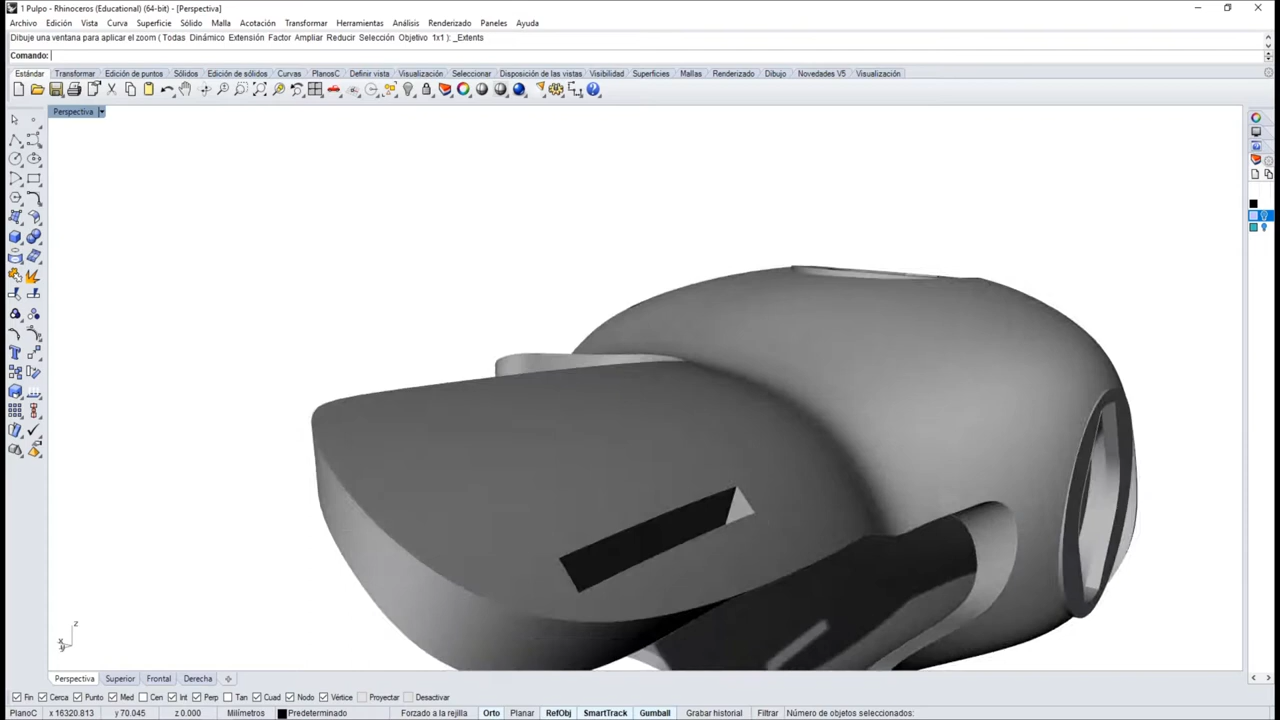 1 Pulpo - Rhinoceros (Educational) (64-bit) - [Perspectiva]
Archivo Edición Vista Curva Superficie Sólido Malla Acotación Transformar Herramientas Análisis Renderizado Paneles Ayuda
Dibuje una ventana para aplicar el zoom ( Todas Dinámico Extensión Factor Ampliar Reducir Selección Objetivo 1x1 ): _Extents
Comando:
Estándar Transformar Edición de puntos Sólidos Edición de sólidos Curvas PlanosC Definir vista Visualización Seleccionar Disposición de las vistas Visibilidad Superficies Mallas Renderizado Dibujo Novedades V5 Visualización
Perspectiva
z
x
y
Perspectiva Superior Frontal Derecha
Fin Cerca Punto Med Cen Int Perp Tan Cuad Nodo Vértice Proyectar Desactivar
PlanoC x 16320.813 y 70.045 z 0.000 Milímetros Predeterminado Forzado a la rejilla Orto Planar RefObj SmartTrack Gumball Grabar historial Filtrar Número de objetos seleccionados: